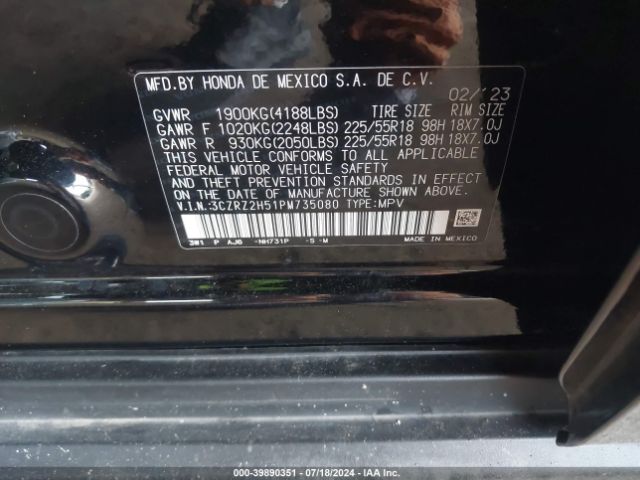 MFD.BY HONDA DE MEXICO S.A. DE C.V.
02/'23
GVWR 1900KG(4188LBS) TIRE SIZE RIM SIZE
GAWR F 1020KG(2248LBS) 225/55R18 98H 18X7.0J
GAWR R 930KG(2050LBS) 225/55R18 98H 18X7.0J
THIS VEHICLE CONFORMS TO ALL APPLICABLE
FEDERAL MOTOR VEHICLE SAFETY
AND THEFT PREVENTION STANDARDS IN EFFECT
ON THE DATE OF MANUFACTURE SHOWN ABOVE.
V.I.N.:3CZRZ2H51PM735080 TYPE:MPV
3W1 P AJ6 -NH731P -S -M MADE IN MEXICO
000-39890351 / 07/18/2024 - IAA Inc.